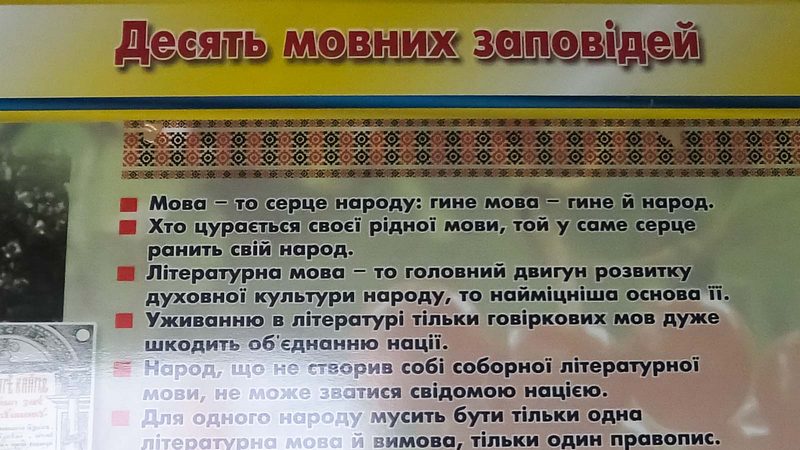 Десять мовних заповідей
Мова – то серце народу: гине мова – гине й народ.
Хто цурається своєї рідної мови, той у саме серце
ранить свій народ.
Літературна мова – то головний двигун розвитку
духовної культури народу, то найміцніша основа її.
Уживанню в літературі тільки говіркових мов дуже
шкодить об'єднанню нації.
Народ, що не створив собі соборної літературної
мови, не може зватися свідомою нацією.
Для одного народу мусить бути тільки одна
літературна мова й вимова, тільки один правопис.